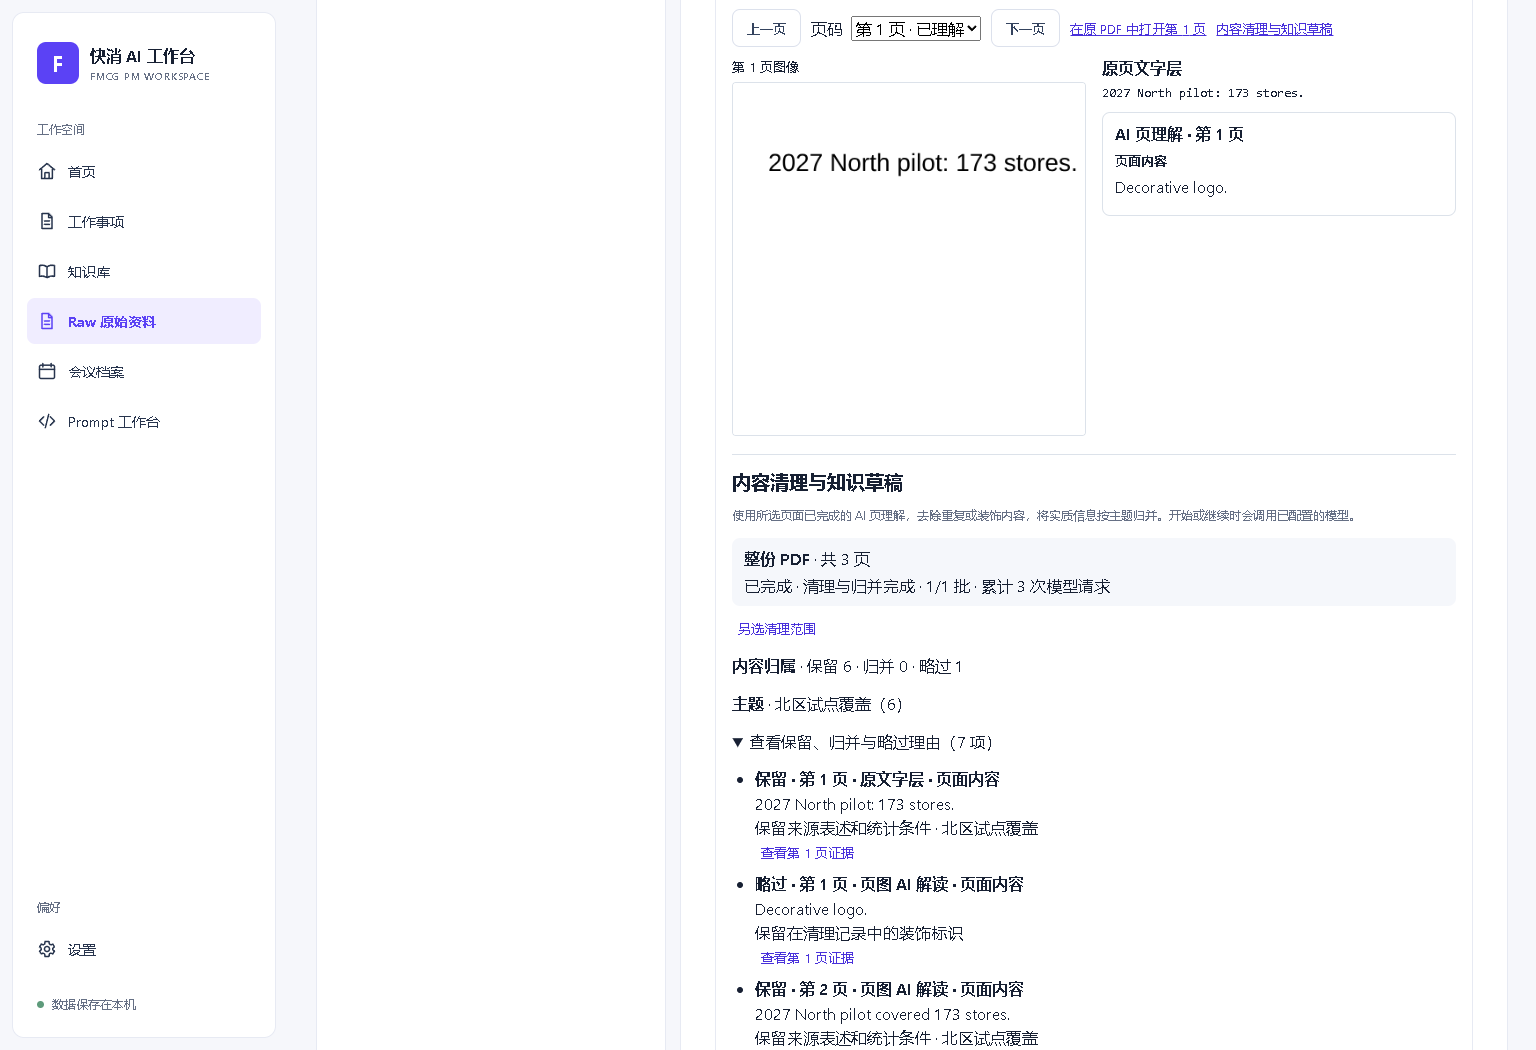 F
快消 AI 工作台
FMCG PM WORKSPACE
工作空间
首页
工作事项
知识库
Raw 原始资料
会议档案
Prompt 工作台
偏好
设置
数据保存在本机
上一页 页码 第 1 页 · 已理解 下一页 在原 PDF 中打开第 1 页 内容清理与知识草稿
第 1 页图像
2027 North pilot: 173 stores.
原页文字层
2027 North pilot: 173 stores.
AI 页理解 · 第 1 页
页面内容
Decorative logo.
内容清理与知识草稿
使用所选页面已完成的 AI 页理解，去除重复或装饰内容，将实质信息按主题归并。开始或继续时会调用已配置的模型。
整份 PDF · 共 3 页
已完成 · 清理与归并完成 · 1/1 批 · 累计 3 次模型请求
另选清理范围
内容归属 · 保留 6 · 归并 0 · 略过 1
主题 · 北区试点覆盖（6）
▼ 查看保留、归并与略过理由（7 项）
• 保留 · 第 1 页 · 原文字层 · 页面内容
2027 North pilot: 173 stores.
保留来源表述和统计条件 · 北区试点覆盖
查看第 1 页证据
• 略过 · 第 1 页 · 页图 AI 解读 · 页面内容
Decorative logo.
保留在清理记录中的装饰标识
查看第 1 页证据
• 保留 · 第 2 页 · 页图 AI 解读 · 页面内容
2027 North pilot covered 173 stores.
保留来源表述和统计条件 · 北区试点覆盖